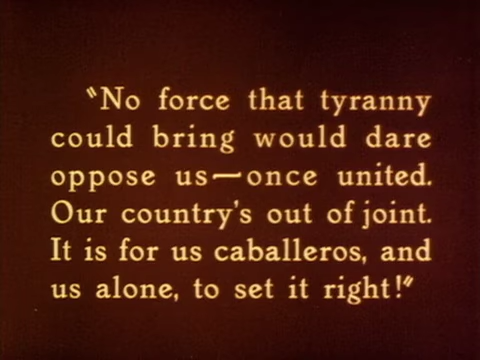 "No force that tyranny
could bring would dare
oppose us—once united.
Our country's out of joint.
It is for us caballeros, and
us alone, to set it right!"